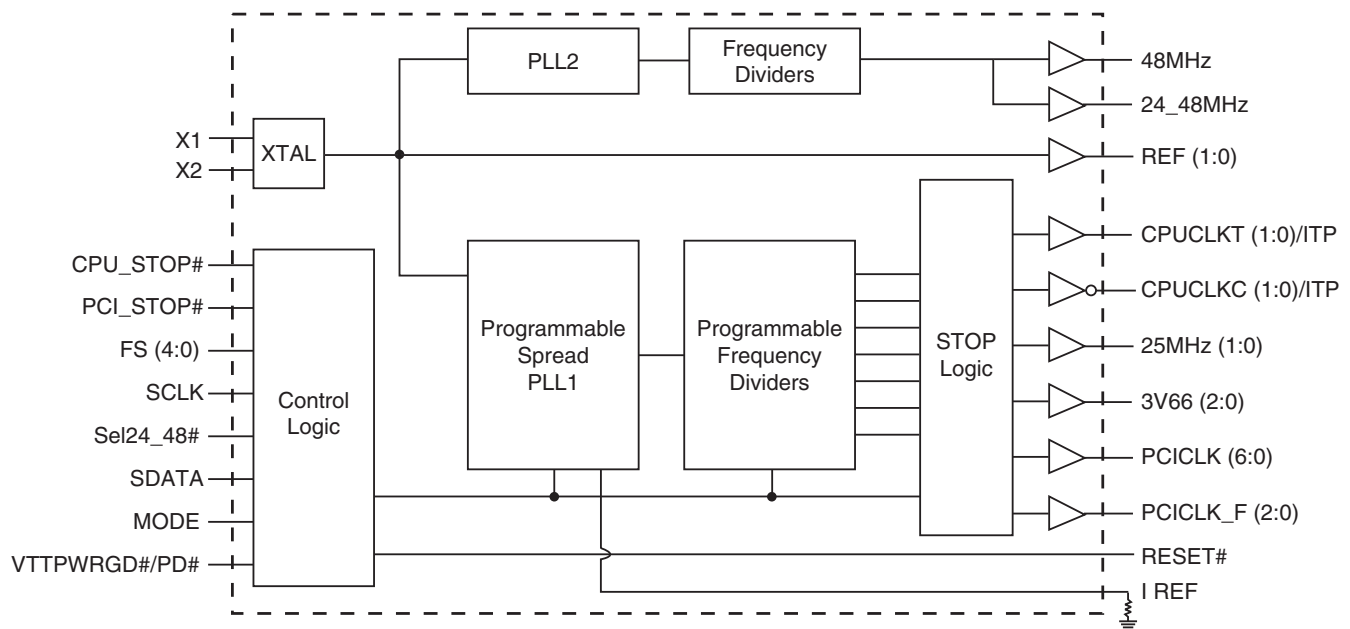 PLL2
Frequency
Dividers
48MHz
24_48MHz
X1
X2
XTAL
REF (1:0)
CPU_STOP#
PCI_STOP#
FS (4:0)
SCLK
Sel24_48#
SDATA
MODE
VTTPWRGD#/PD#
Control
Logic
Programmable
Spread
PLL1
Programmable
Frequency
Dividers
STOP
Logic
CPUCLKT (1:0)/ITP
CPUCLKC (1:0)/ITP
25MHz (1:0)
3V66 (2:0)
PCICLK (6:0)
PCICLK_F (2:0)
RESET#
I REF